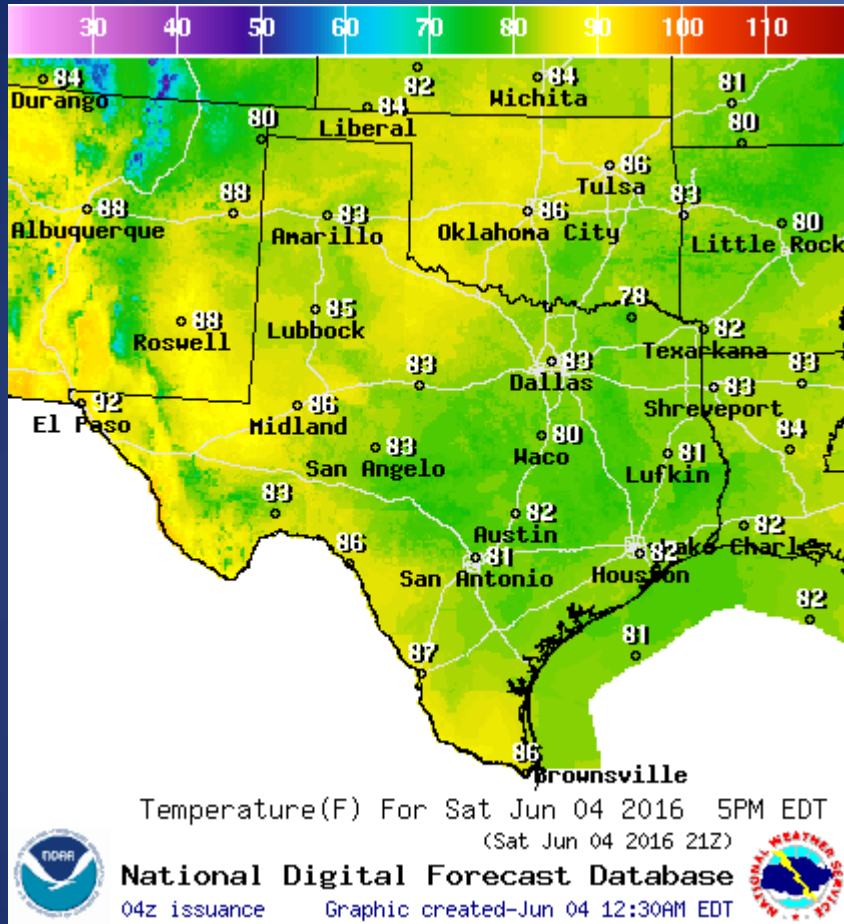 30 40 50 60 70 80 90 100 110
84
Durango
82
84
Wichita
81
84
Liberal
80
80
86
Tulsa
88
Albuquerque
88
83
Amarillo
86
Oklahoma City
83
80
Little Rock
88
Roswell
85
Lubbock
78
82
Texarkana
83
83
Dallas
83
Shreveport
83
92
El Paso
86
Midland
83
San Angelo
80
Waco
81
Lufkin
84
83
82
Austin
82
Lake Charles
86
81
San Antonio
82
Houston
82
81
87
86
Brownsville
Temperature(F) For Sat Jun 04 2016 5PM EDT
(Sat Jun 04 2016 21Z)
NOAA
NATIONAL WEATHER SERVICE
National Digital Forecast Database
04z issuance Graphic created-Jun 04 12:30AM EDT